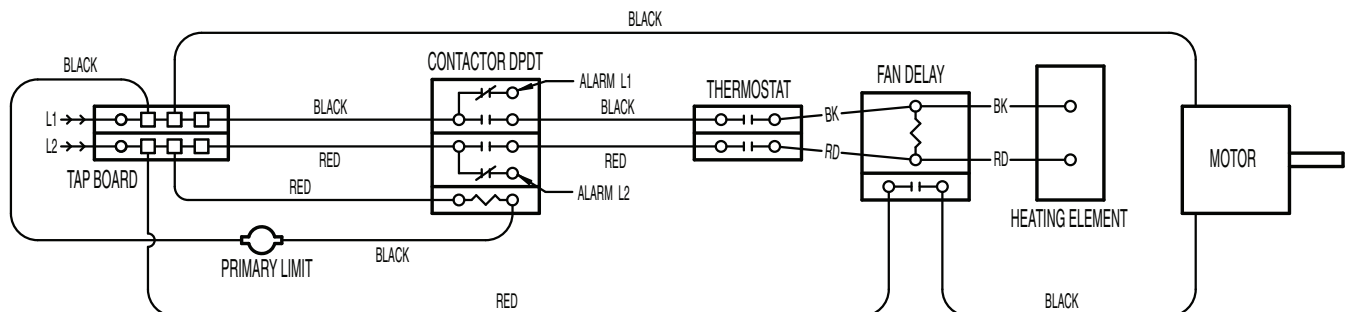 BLACK
CONTACTOR DPDT
BLACK
ALARM L1
THERMOSTAT
FAN DELAY
L1
BLACK
BLACK
BK
BK
L2
RED
RED
RD
RD
MOTOR
TAP BOARD
RED
ALARM L2
HEATING ELEMENT
BLACK
PRIMARY LIMIT
RED
BLACK